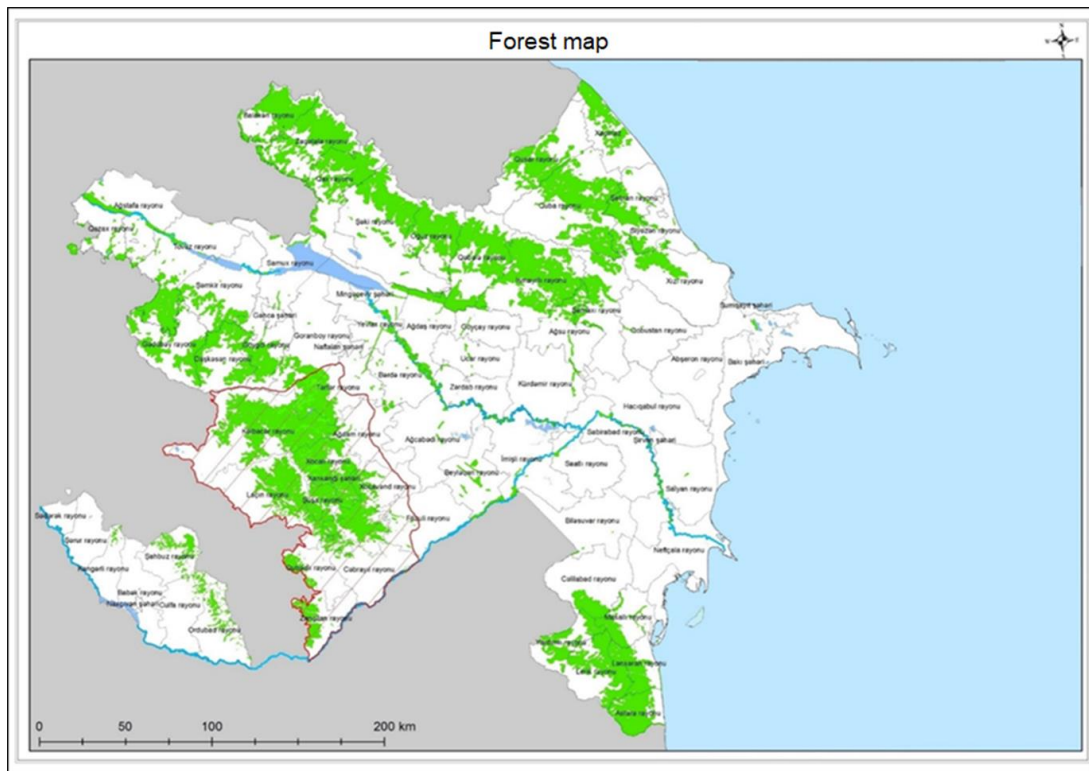 Forest map
Balakən rayonu
Xaçmaz
Zaqatala rayonu
Qusar rayonu
Qax rayonu
Ağstafa rayonu
Quba rayonu
Şəki rayonu
Qazax rayonu
Oğuz rayonu
Siyəzən rayonu
Tovuz rayonu
Qəbələ rayonu
Samux rayonu
Xızı rayonu
İsmayıllı rayonu
Şəmkir rayonu
Mingəçevir şəhəri
Sumqayıt şəhəri
Şamaxı rayonu
Gəncə şəhəri
Yevlax rayonu
Ağdaş rayonu
Göyçay rayonu
Ağsu rayonu
Qobustan rayonu
Goranboy rayonu
Gədəbəy rayonu
Naftalan şəhəri
Daşkəsən rayonu
Ucar rayonu
Abşeron rayonu
Bakı şəhəri
Bərdə rayonu
Tərtər rayonu
Zərdab rayonu
Kürdəmir rayonu
Hacıqabul rayonu
Kəlbəcər rayonu
Ağdam rayonu
Ağcabədi rayonu
Sabirabad rayonu
Şirvan şəhəri
İmişli rayonu
Saatlı rayonu
Beyləqan rayonu
Xankəndi şəhəri
Xocavənd rayonu
Salyan rayonu
Laçın rayonu
Şuşa rayonu
Sədərək rayonu
Füzuli rayonu
Biləsuvar rayonu
Şərur rayonu
Neftçala rayonu
Şahbuz rayonu
Kəngərli rayonu
Cəbrayıl rayonu
Cəlilabad rayonu
Babək rayonu
Naxçıvan şəhəri
Culfa rayonu
Zəngilan rayonu
Masallı rayonu
Ordubad rayonu
Lənkəran rayonu
Lerik rayonu
Astara rayonu
0 50 100 200 km